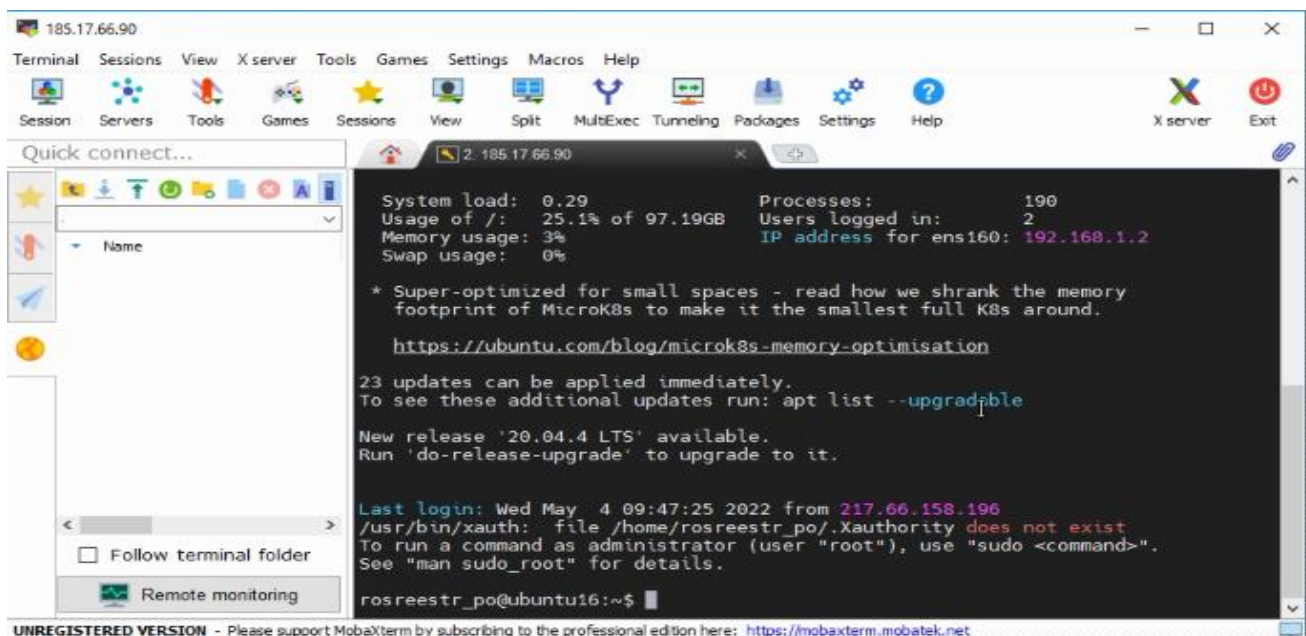 185.17.66.90
Terminal Sessions View X server Tools Games Settings Macros Help
Session Servers Tools Games Sessions View Split MultiExec Tunneling Packages Settings Help X server Exit
Quick connect...
2. 185.17.66.90
Name
System load: 0.29 Processes: 190
Usage of /: 25.1% of 97.19GB Users logged in: 2
Memory usage: 3% IP address for ens160: 192.168.1.2
Swap usage: 0%
* Super-optimized for small spaces - read how we shrank the memory
footprint of MicroK8s to make it the smallest full K8s around.
https://ubuntu.com/blog/microk8s-memory-optimisation
23 updates can be applied immediately.
To see these additional updates run: apt list --upgradable
New release '20.04.4 LTS' available.
Run 'do-release-upgrade' to upgrade to it.
Last login: Wed May 4 09:47:25 2022 from 217.66.158.196
/usr/bin/xauth: file /home/rosreestr_po/.Xauthority does not exist
To run a command as administrator (user "root"), use "sudo <command>".
See "man sudo_root" for details.
rosreestr_po@ubuntu16:~$
Follow terminal folder
Remote monitoring
UNREGISTERED VERSION - Please support MobaXterm by subscribing to the professional edition here: https://mobaxterm.mobatek.net